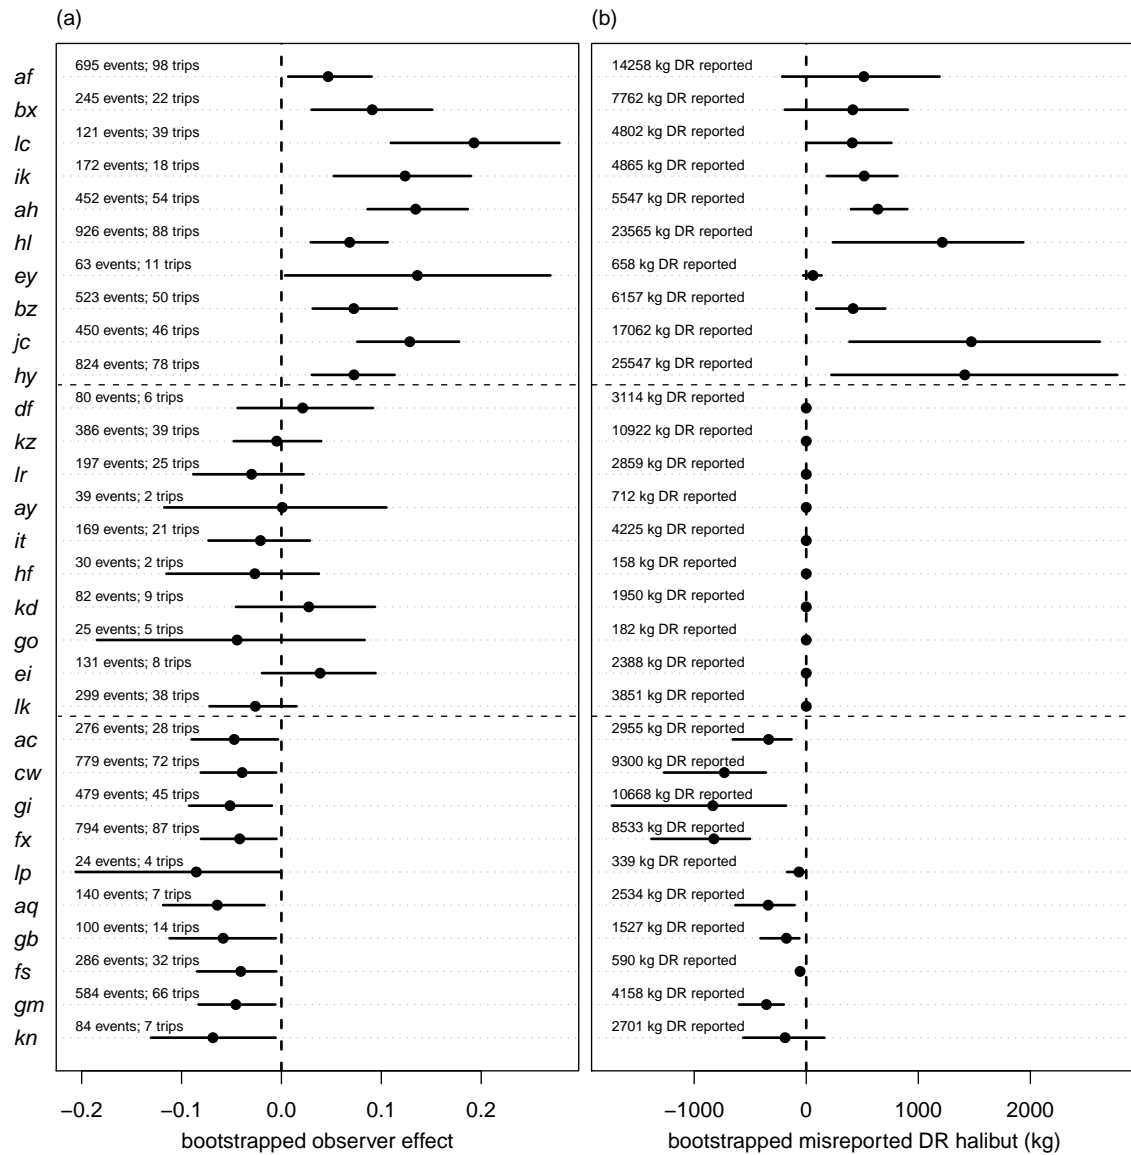 (a) (b)
af 695 events; 98 trips 14258 kg DR reported
bx 245 events; 22 trips 7762 kg DR reported
lc 121 events; 39 trips 4802 kg DR reported
ik 172 events; 18 trips 4865 kg DR reported
ah 452 events; 54 trips 5547 kg DR reported
hl 926 events; 88 trips 23565 kg DR reported
ey 63 events; 11 trips 658 kg DR reported
bz 523 events; 50 trips 6157 kg DR reported
jc 450 events; 46 trips 17062 kg DR reported
hy 824 events; 78 trips 25547 kg DR reported
df 80 events; 6 trips 3114 kg DR reported
kz 386 events; 39 trips 10922 kg DR reported
lr 197 events; 25 trips 2859 kg DR reported
ay 39 events; 2 trips 712 kg DR reported
it 169 events; 21 trips 4225 kg DR reported
hf 30 events; 2 trips 158 kg DR reported
kd 82 events; 9 trips 1950 kg DR reported
go 25 events; 5 trips 182 kg DR reported
ei 131 events; 8 trips 2388 kg DR reported
lk 299 events; 38 trips 3851 kg DR reported
ac 276 events; 28 trips 2955 kg DR reported
cw 779 events; 72 trips 9300 kg DR reported
gi 479 events; 45 trips 10668 kg DR reported
fx 794 events; 87 trips 8533 kg DR reported
lp 24 events; 4 trips 339 kg DR reported
aq 140 events; 7 trips 2534 kg DR reported
gb 100 events; 14 trips 1527 kg DR reported
fs 286 events; 32 trips 590 kg DR reported
gm 584 events; 66 trips 4158 kg DR reported
kn 84 events; 7 trips 2701 kg DR reported
−0.2 −0.1 0.0 0.1 0.2 −1000 0 1000 2000
bootstrapped observer effect bootstrapped misreported DR halibut (kg)